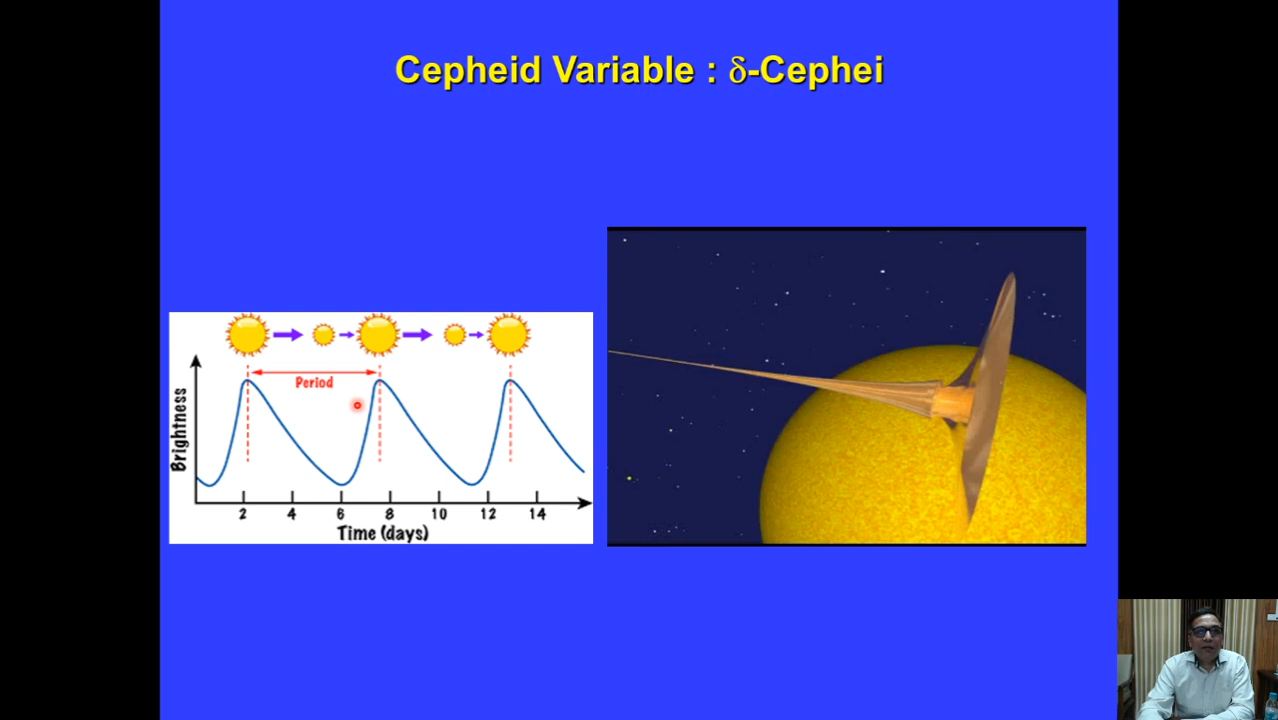 Cepheid Variable : δ-Cephei
Period
Brightness
2 4 6 8 10 12 14
Time (days)